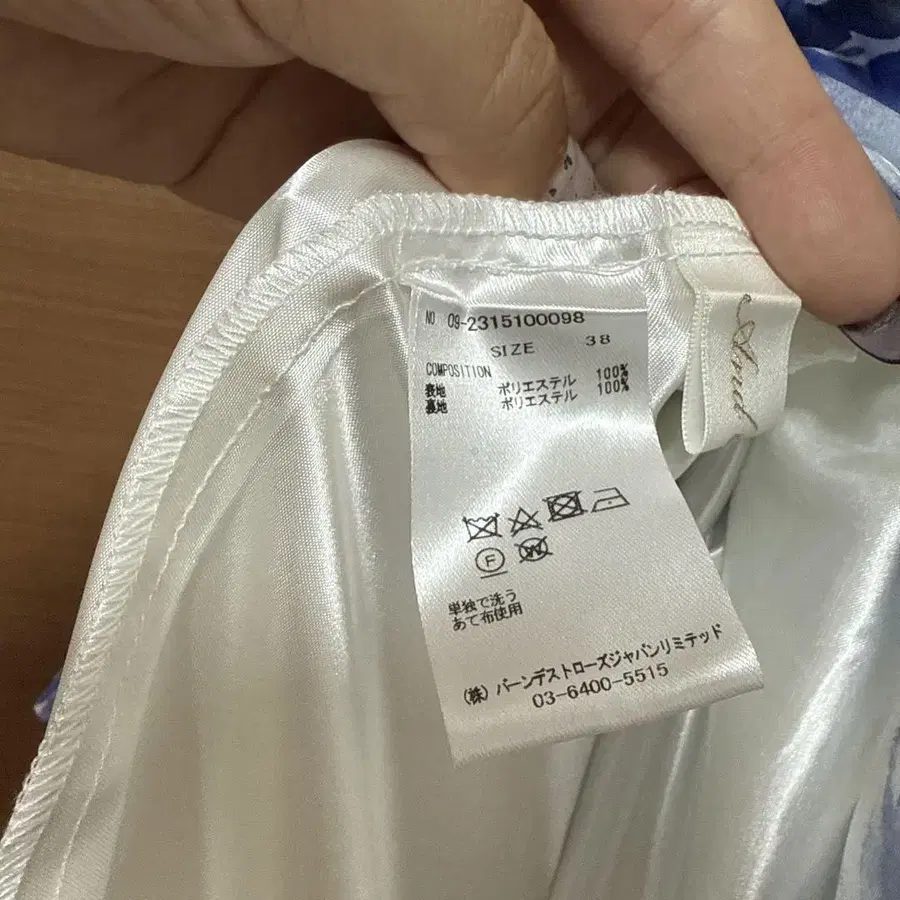 NO 09-2315100098
SIZE 38
COMPOSITION 100%
表地 ポリエステル 100%
裏地 ポリエステル
F
W
単独で洗う
あて布使用
(株) バーンデストローズジャパンリミテッド
03-6400-5515